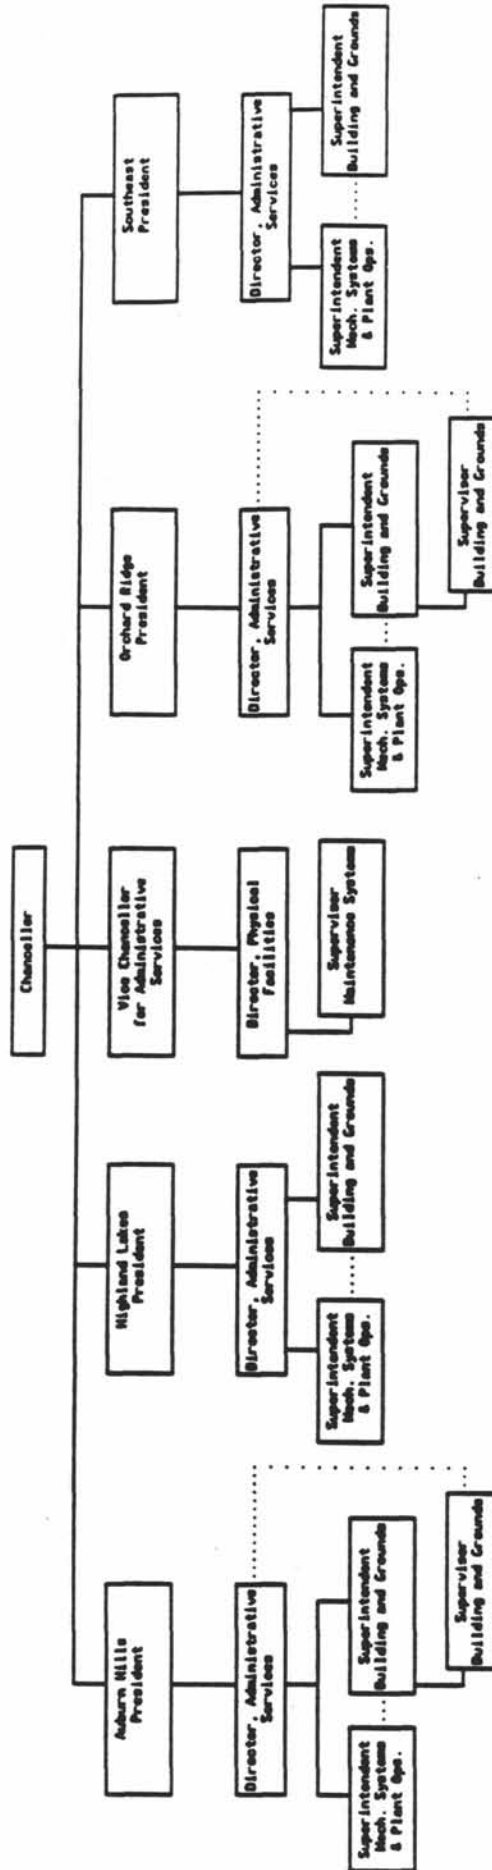 Chancellor
Auburn Hills
President
Highland Lakes
President
Vice Chancellor
for Administrative
Services
Orchard Ridge
President
Southeast
President
Director, Administrative
Services
Director, Administrative
Services
Director, Physical
Facilities
Director, Administrative
Services
Director, Administrative
Services
Superintendent
Mech. Systems
& Plant Ops.
Superintendent
Building and Grounds
Supervisor
Building and Grounds
Superintendent
Mech. Systems
& Plant Ops.
Superintendent
Building and Grounds
Supervisor
Maintenance Systems
Superintendent
Mech. Systems
& Plant Ops.
Superintendent
Building and Grounds
Supervisor
Building and Grounds
Superintendent
Mech. Systems
& Plant Ops.
Superintendent
Building and Grounds